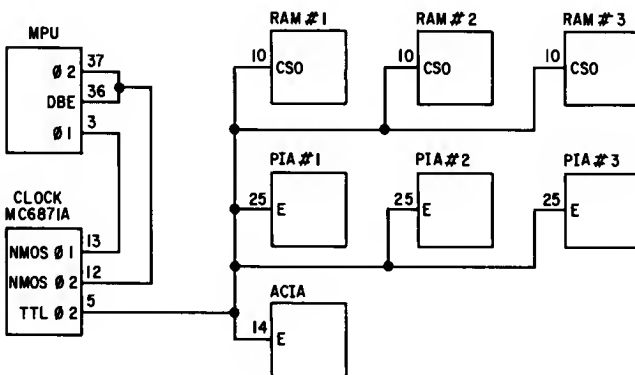 MPU
Ø 2 37
DBE 36
Ø 1 3
CLOCK
MC6871A
NMOS Ø 1 13
NMOS Ø 2 12
TTL Ø 2 5
RAM #1
10 CSO
RAM #2
10 CSO
RAM #3
10 CSO
PIA #1
25 E
PIA #2
25 E
PIA #3
25 E
ACIA
14 E